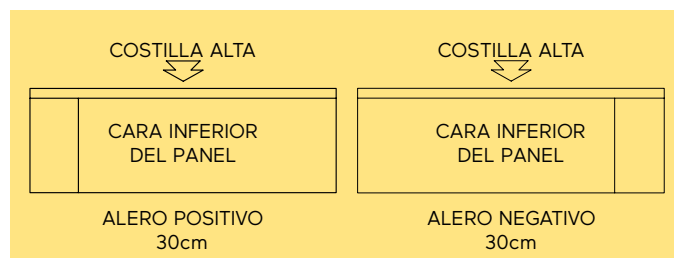 COSTILLA ALTA
CARA INFERIOR
DEL PANEL
ALERO POSITIVO
30cm
COSTILLA ALTA
CARA INFERIOR
DEL PANEL
ALERO NEGATIVO
30cm